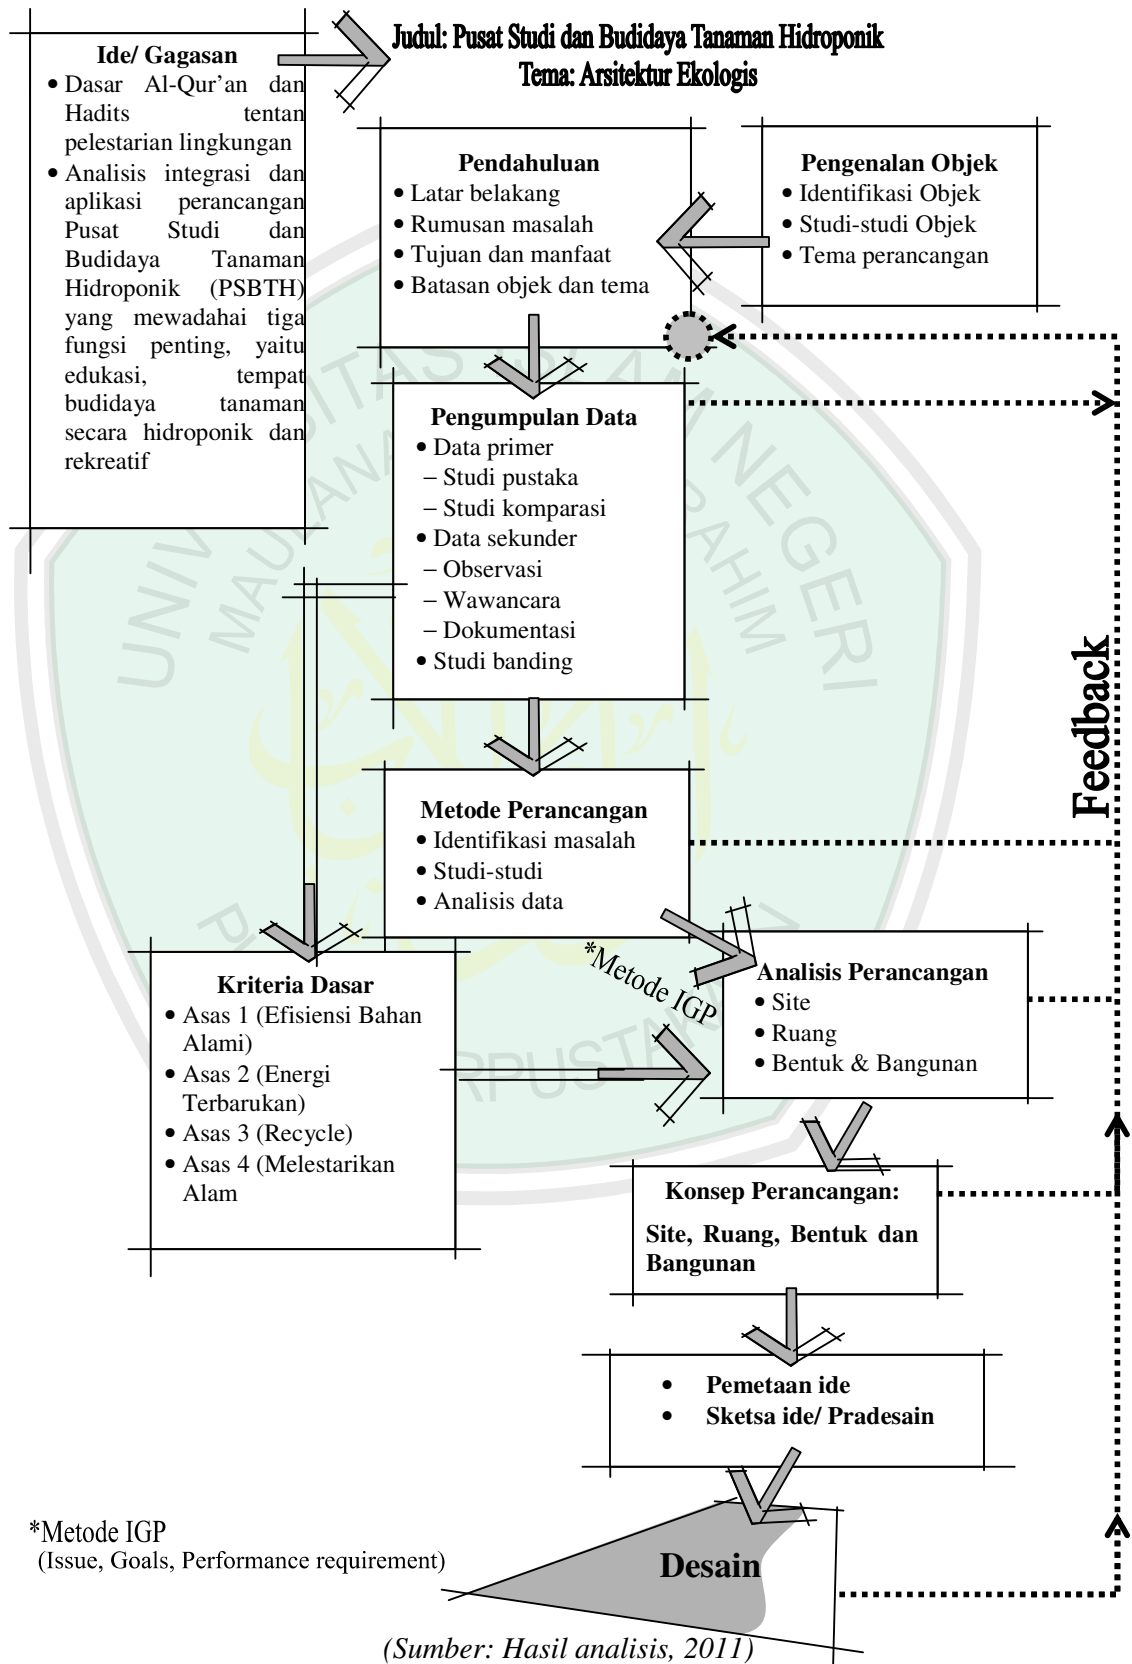 Ide/ Gagasan
• Dasar Al-Qur'an dan
Hadits tentan
pelestarian lingkungan
• Analisis integrasi dan
aplikasi perancangan
Pusat Studi dan
Budidaya Tanaman
Hidroponik (PSBTH)
yang mewadahai tiga
fungsi penting, yaitu
edukasi, tempat
budidaya tanaman
secara hidroponik dan
rekreatif
Judul: Pusat Studi dan Budidaya Tanaman Hidroponik
Tema: Arsitektur Ekologis
Pendahuluan
• Latar belakang
• Rumusan masalah
• Tujuan dan manfaat
• Batasan objek dan tema
Pengenalan Objek
• Identifikasi Objek
• Studi-studi Objek
• Tema perancangan
Pengumpulan Data
• Data primer
– Studi pustaka
– Studi komparasi
• Data sekunder
– Observasi
– Wawancara
– Dokumentasi
• Studi banding
Feedback
Metode Perancangan
• Identifikasi masalah
• Studi-studi
• Analisis data
*Metode IGP
Kriteria Dasar
• Asas 1 (Efisiensi Bahan
Alami)
• Asas 2 (Energi
Terbarukan)
• Asas 3 (Recycle)
• Asas 4 (Melestarikan
Alam
Analisis Perancangan
• Site
• Ruang
• Bentuk & Bangunan
Konsep Perancangan:
Site, Ruang, Bentuk dan
Bangunan
• Pemetaan ide
• Sketsa ide/ Pradesain
Desain
*Metode IGP
(Issue, Goals, Performance requirement)
(Sumber: Hasil analisis, 2011)